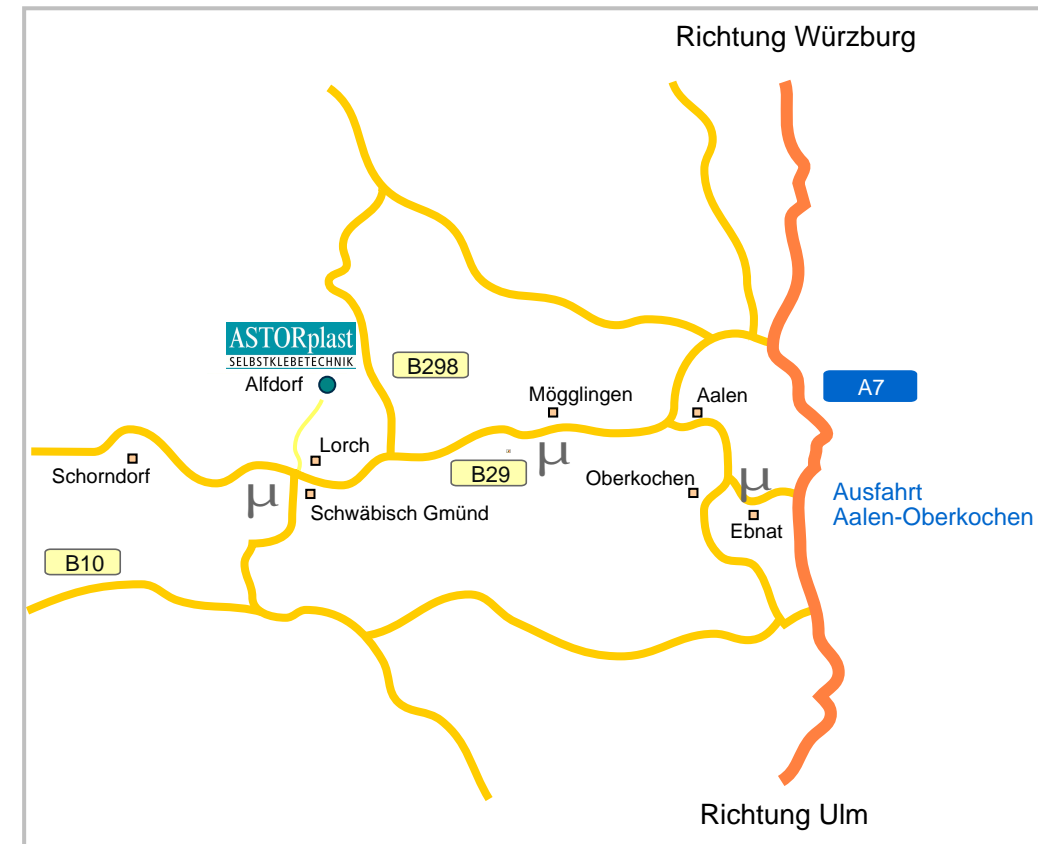 Richtung Würzburg
ASTORplast
SELBSTKLEBETECHNIK
Alfdorf
B298
A7
Mögglingen
Aalen
Lorch
Schorndorf
B29
µ
µ
µ
Oberkochen
Ausfahrt
Aalen-Oberkochen
Schwäbisch Gmünd
Ebnat
B10
Richtung Ulm